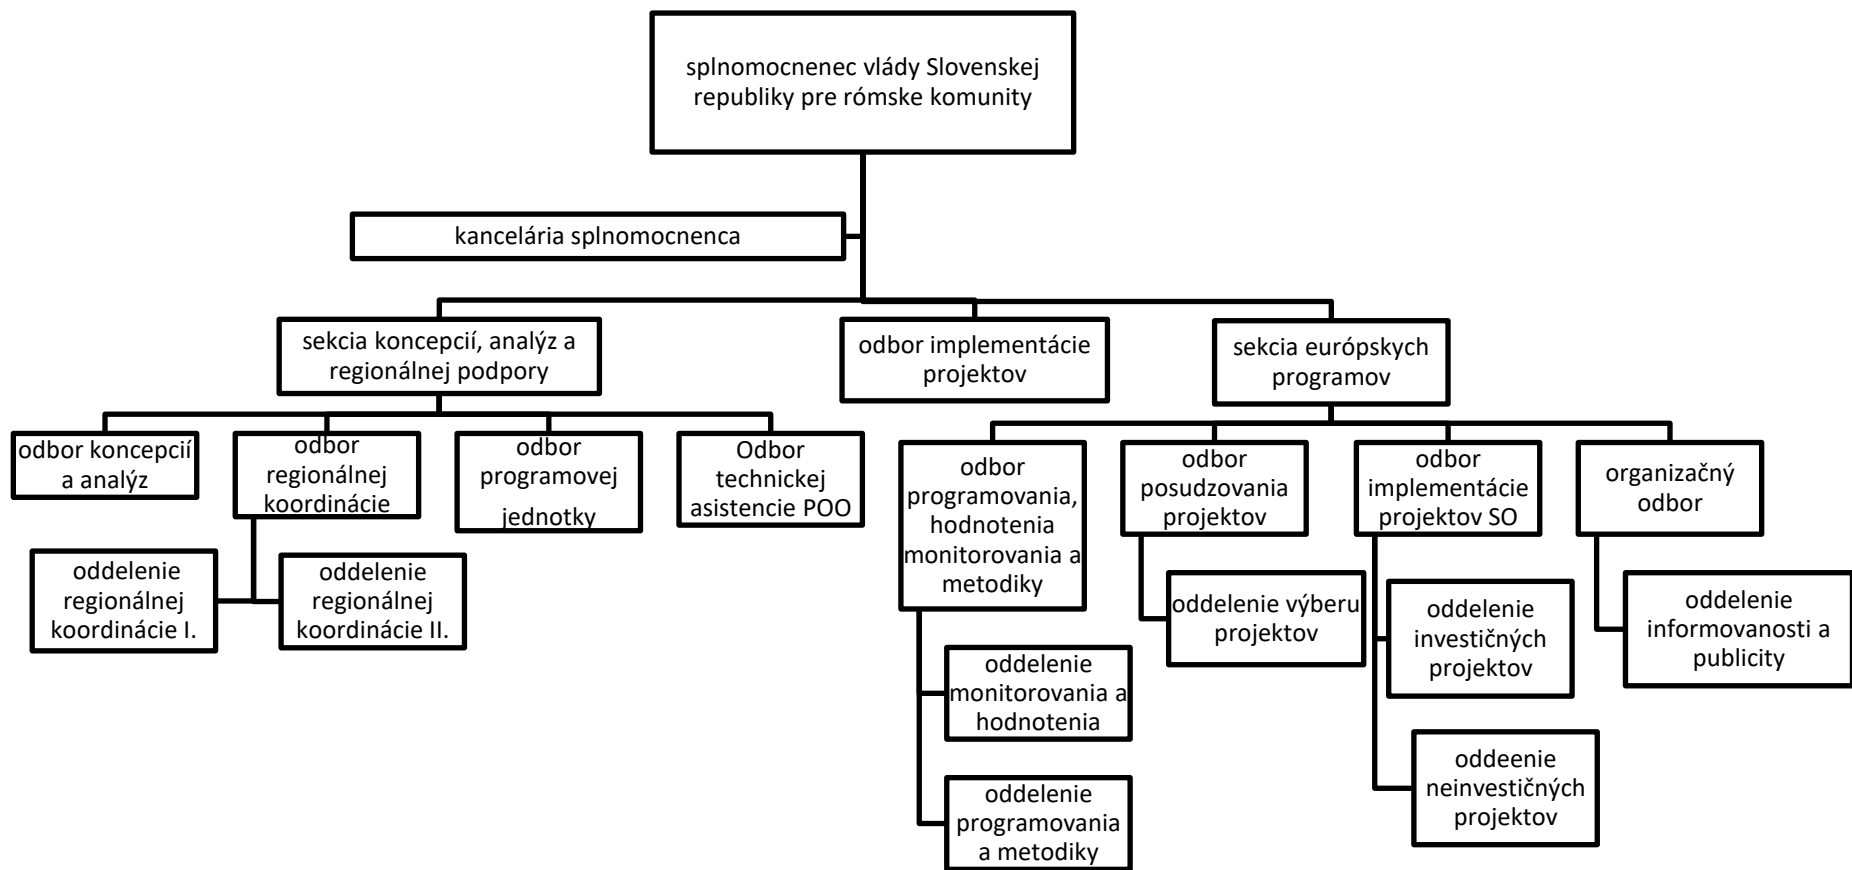 splnomocnenec vlády Slovenskej
republiky pre rómske komunity
kancelária splnomocnenca
sekcia koncepcií, analýz a
regionálnej podpory
odbor implementácie
projektov
sekcia európskych
programov
odbor koncepcií
a analýz
odbor
regionálnej
koordinácie
odbor
programovej
jednotky
Odbor
technickej
asistencie POO
oddelenie
regionálnej
koordinácie I.
oddelenie
regionálnej
koordinácie II.
odbor
programovania,
hodnotenia
monitorovania a
metodiky
odbor
posudzovania
projektov
odbor
implementácie
projektov SO
organizačný
odbor
oddelenie
monitorovania a
hodnotenia
oddelenie
programovania
a metodiky
oddelenie výberu
projektov
oddelenie
investičných
projektov
oddeenie
neinvestičných
projektov
oddelenie
informovanosti a
publicity